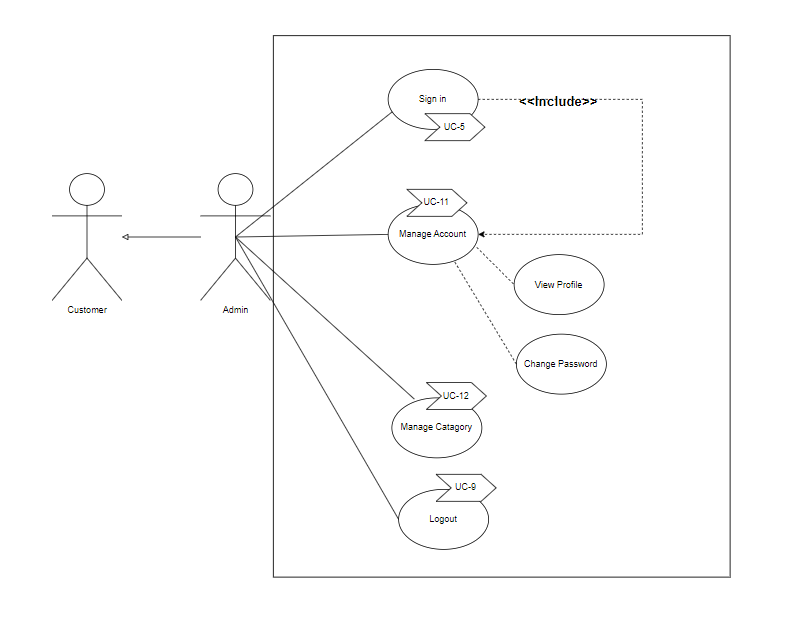 Sign in
<<Include>>
UC-5
UC-11
Manage Account
View Profile
Customer
Admin
Change Password
UC-12
Manage Catagory
UC-9
Logout